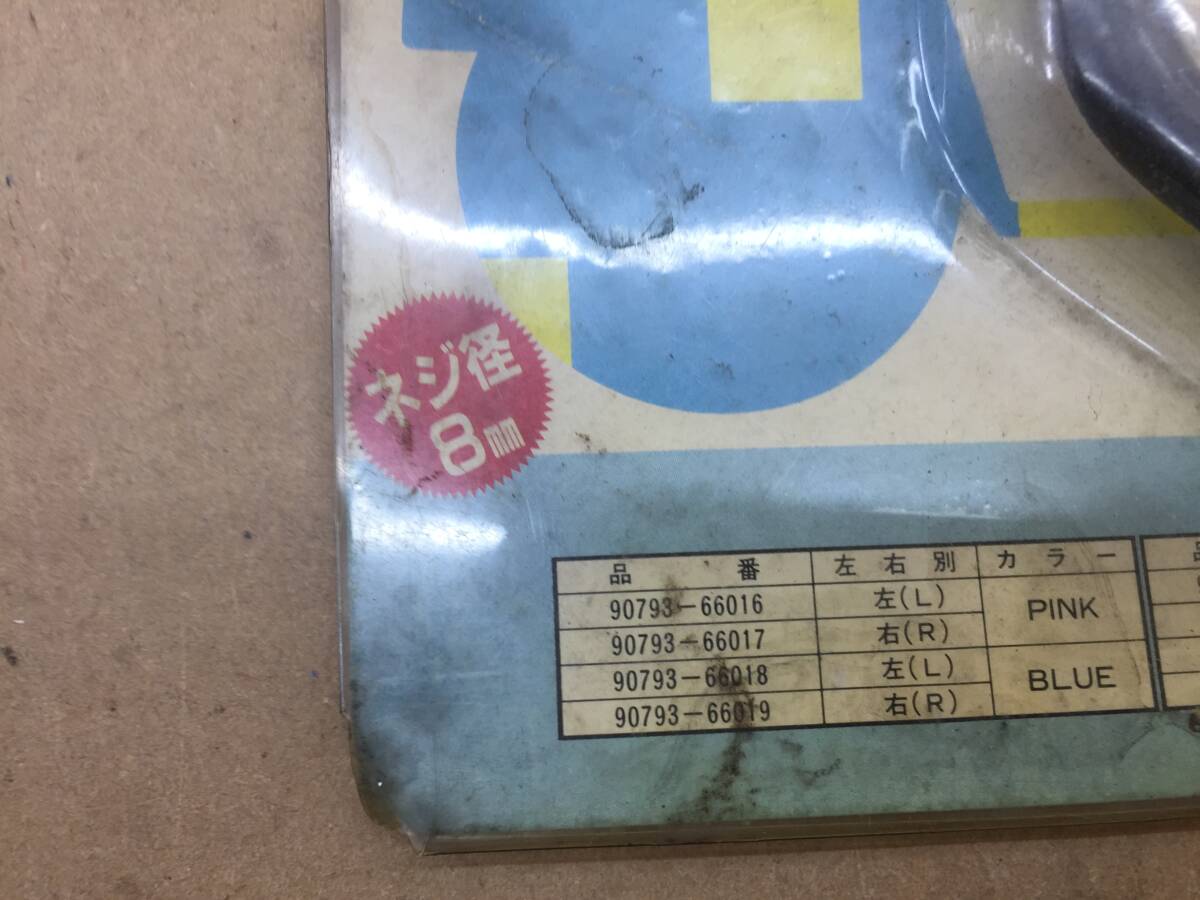 ネジ径
8mm
品番 左右別 カラー
90793-66016 左(L) PINK
90793-66017 右(R)
90793-66018 左(L) BLUE
90793-66019 右(R)